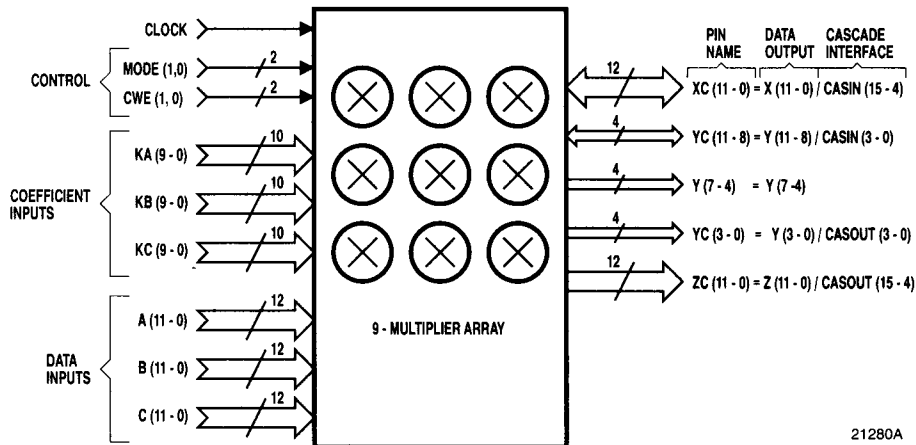 CLOCK
CONTROL
MODE (1,0)
2
CWE (1, 0)
2
COEFFICIENT
INPUTS
KA (9 - 0)
10
KB (9 - 0)
10
KC (9 - 0)
10
DATA
INPUTS
A (11 - 0)
12
B (11 - 0)
12
C (11 - 0)
12
9 - MULTIPLIER ARRAY
PIN NAME
DATA OUTPUT
CASCADE INTERFACE
12
XC (11 - 0) = X (11 - 0) / CASIN (15 - 4)
4
YC (11 - 8) = Y (11 - 8) / CASIN (3 - 0)
4
Y (7 - 4) = Y (7 -4)
4
YC (3 - 0) = Y (3 - 0) / CASOUT (3 - 0)
12
ZC (11 - 0) = Z (11 - 0) / CASOUT (15 - 4)
21280A